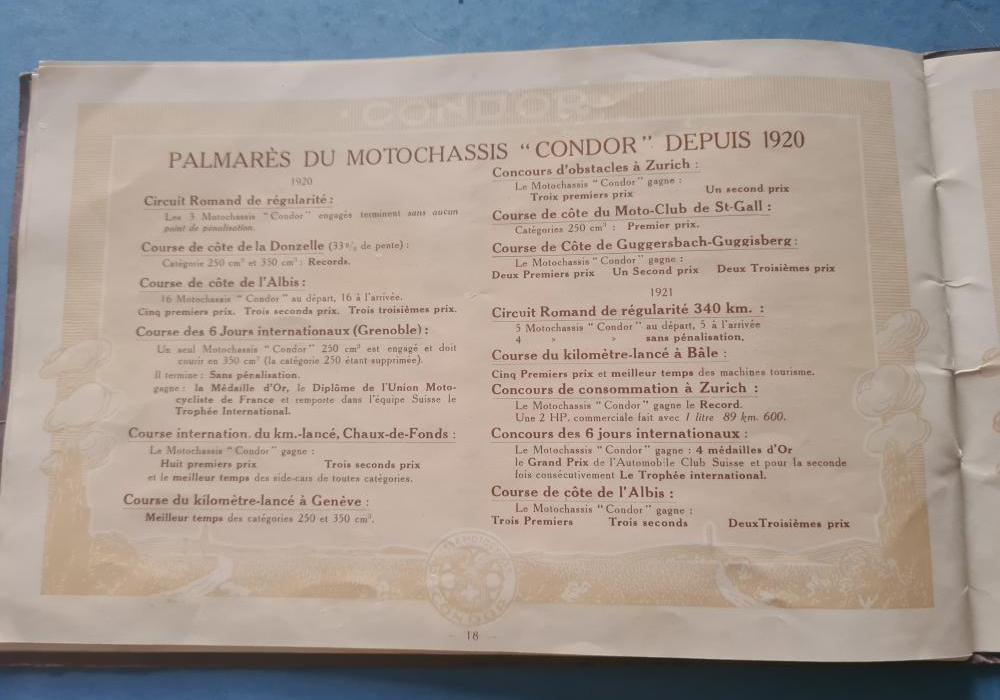 CONDOR
PALMARÈS DU MOTOCHASSIS “CONDOR” DEPUIS 1920
1920
Circuit Romand de régularité :
Les 3 Motochassis “Condor” engagés terminent sans aucun
point de pénalisation.
Course de côte de la Donzelle (33% de pente) :
Catégorie 250 cm³ et 350 cm³ : Records.
Course de côte de l'Albis :
16 Motochassis “Condor” au départ, 16 à l'arrivée.
Cinq premiers prix. Trois seconds prix. Trois troisièmes prix.
Course des 6 Jours internationaux (Grenoble) :
Un seul Motochassis “Condor” 250 cm³ est engagé et doit
courir en 350 cm³ (la catégorie 250 étant supprimée).
Il termine : Sans pénalisation.
gagne : la Médaille d'Or, le Diplôme de l'Union Moto-
cycliste de France et remporte dans l'équipe Suisse le
Trophée International.
Course internation. du km.-lancé, Chaux-de-Fonds :
Le Motochassis “Condor” gagne :
Huit premiers prix Trois seconds prix
et le meilleur temps des side-cars de toutes catégories.
Course du kilomètre-lancé à Genève :
Meilleur temps des catégories 250 et 350 cm³.
Concours d'obstacles à Zurich :
Le Motochassis “Condor” gagne :
Troix premiers prix Un second prix
Course de côte du Moto-Club de St-Gall :
Catégories 250 cm³ : Premier prix.
Course de Côte de Guggersbach-Guggisberg :
Le Motochassis “Condor” gagne :
Deux Premiers prix Un Second prix Deux Troisièmes prix
1921
Circuit Romand de régularité 340 km. :
5 Motochassis “Condor” au départ, 5 à l'arrivée
4 » » sans pénalisation.
Course du kilomètre-lancé à Bâle :
Cinq Premiers prix et meilleur temps des machines tourisme.
Concours de consommation à Zurich :
Le Motochassis “Condor” gagne le Record.
Une 2 HP. commerciale fait avec 1 litre 89 km. 600.
Concours des 6 jours internationaux :
Le Motochassis “Condor” gagne : 4 médailles d'Or
le Grand Prix de l'Automobile Club Suisse et pour la seconde
fois consécutivement Le Trophée international.
Course de côte de l'Albis :
Le Motochassis “Condor” gagne :
Trois Premiers Trois seconds DeuxTroisièmes prix
CONDOR
18